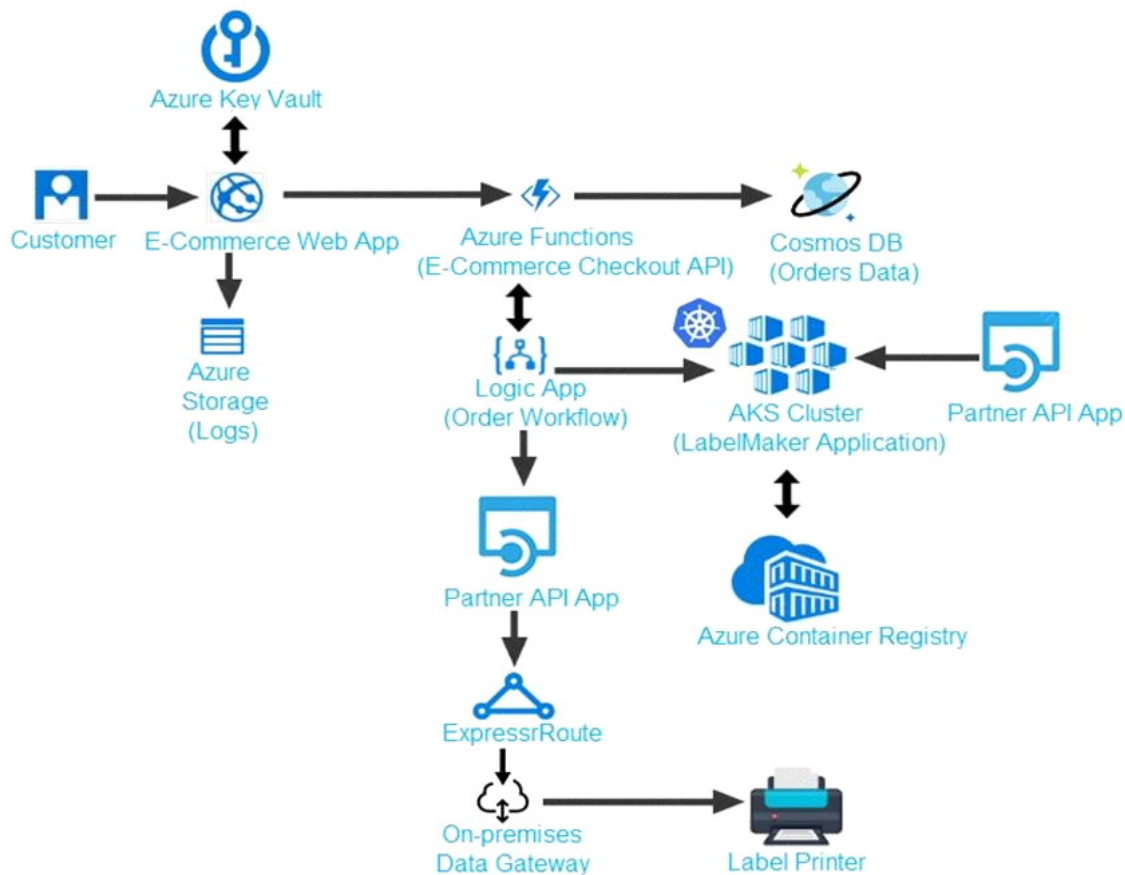 Azure Key Vault
Customer
E-Commerce Web App
Azure Functions
(E-Commerce Checkout API)
Cosmos DB
(Orders Data)
Azure
Storage
(Logs)
Logic App
(Order Workflow)
AKS Cluster
(LabelMaker Application)
Partner API App
Partner API App
Azure Container Registry
ExpressrRoute
On-premises
Data Gateway
Label Printer